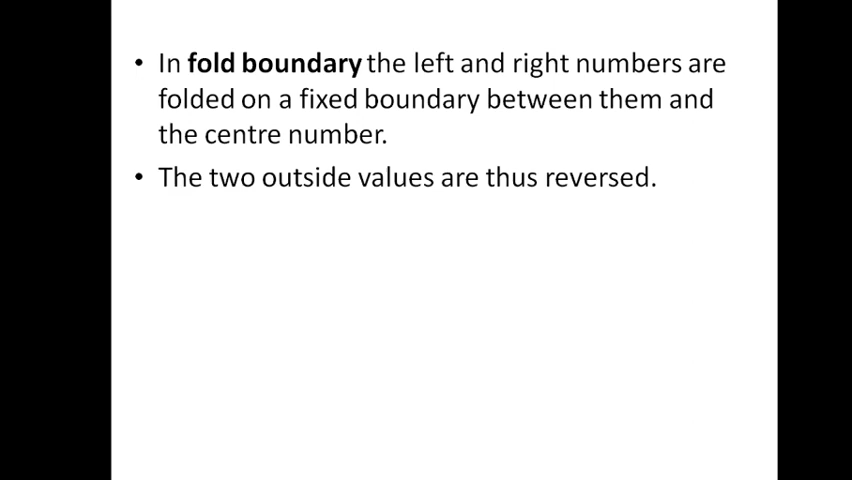 • In fold boundary the left and right numbers are
folded on a fixed boundary between them and
the centre number.
• The two outside values are thus reversed.